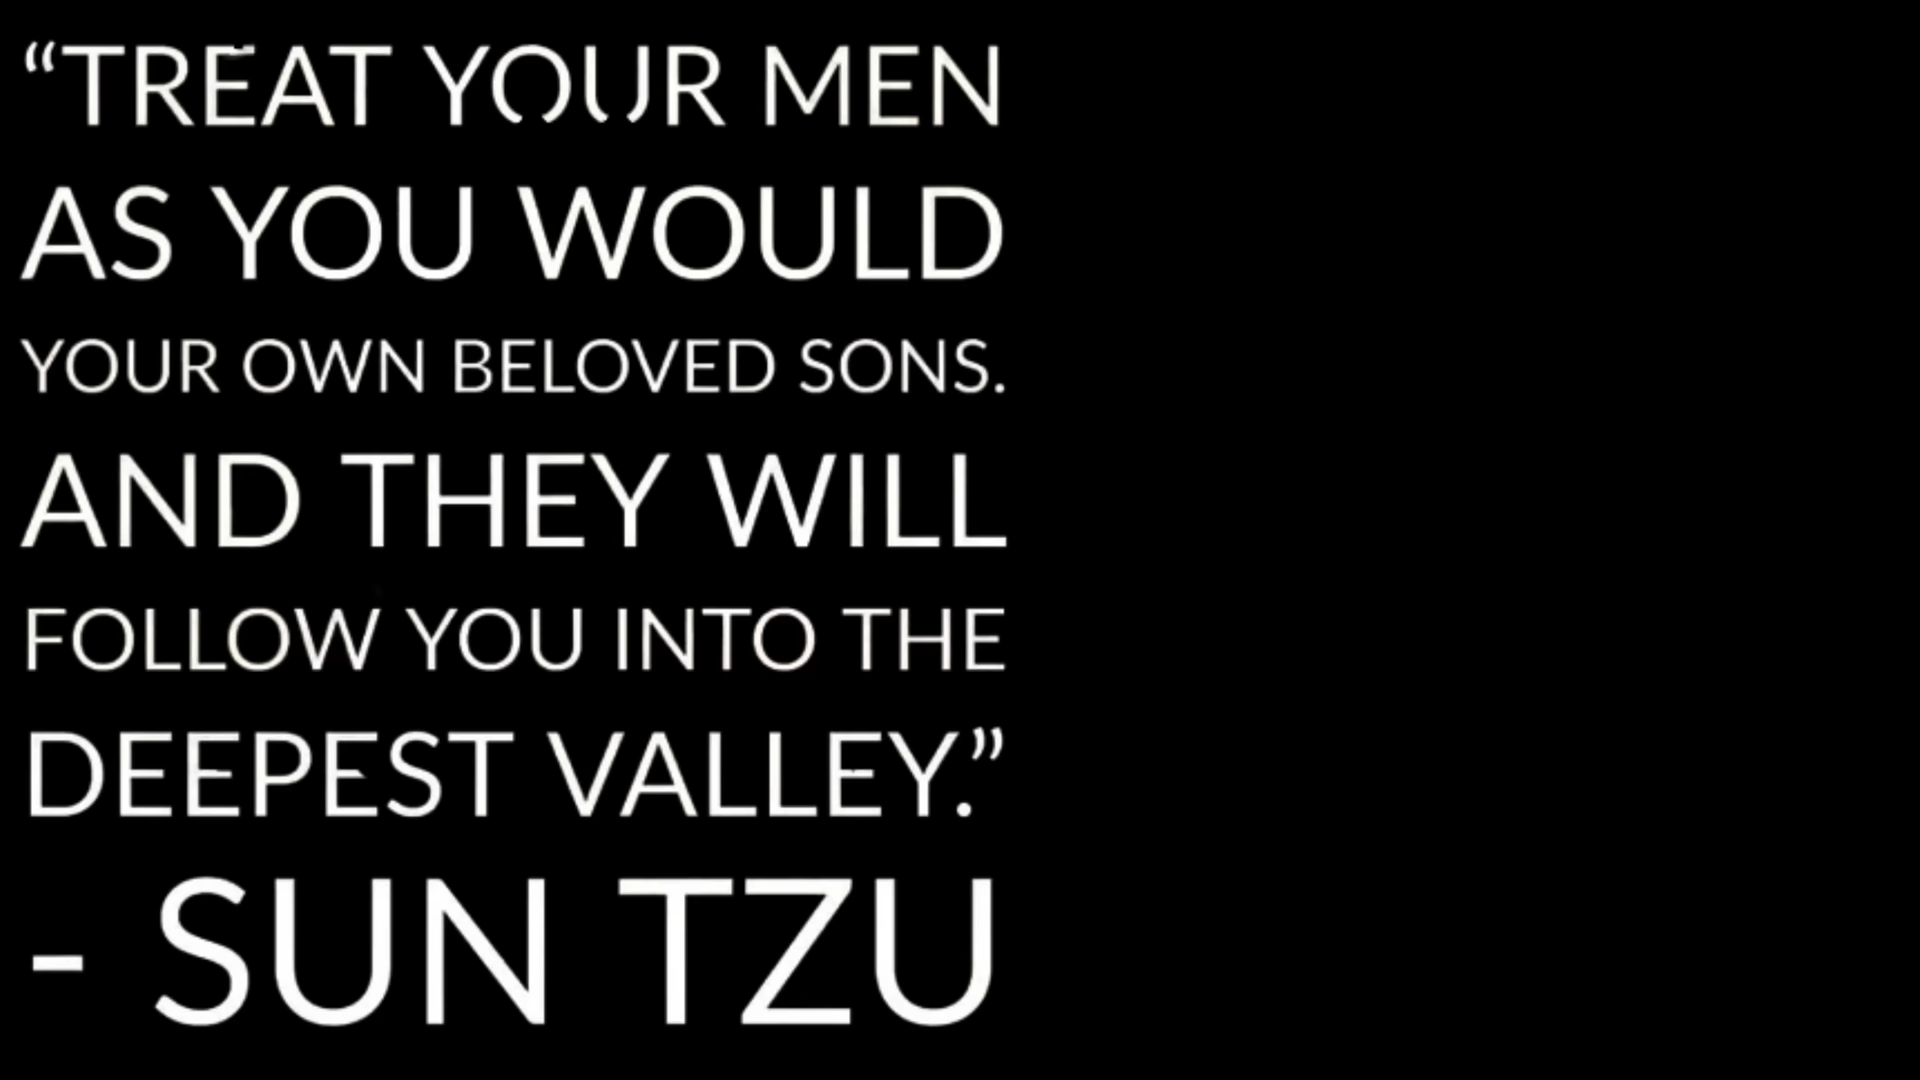 “TREAT YOUR MEN
AS YOU WOULD
YOUR OWN BELOVED SONS.
AND THEY WILL
FOLLOW YOU INTO THE
DEEPEST VALLEY.”
- SUN TZU